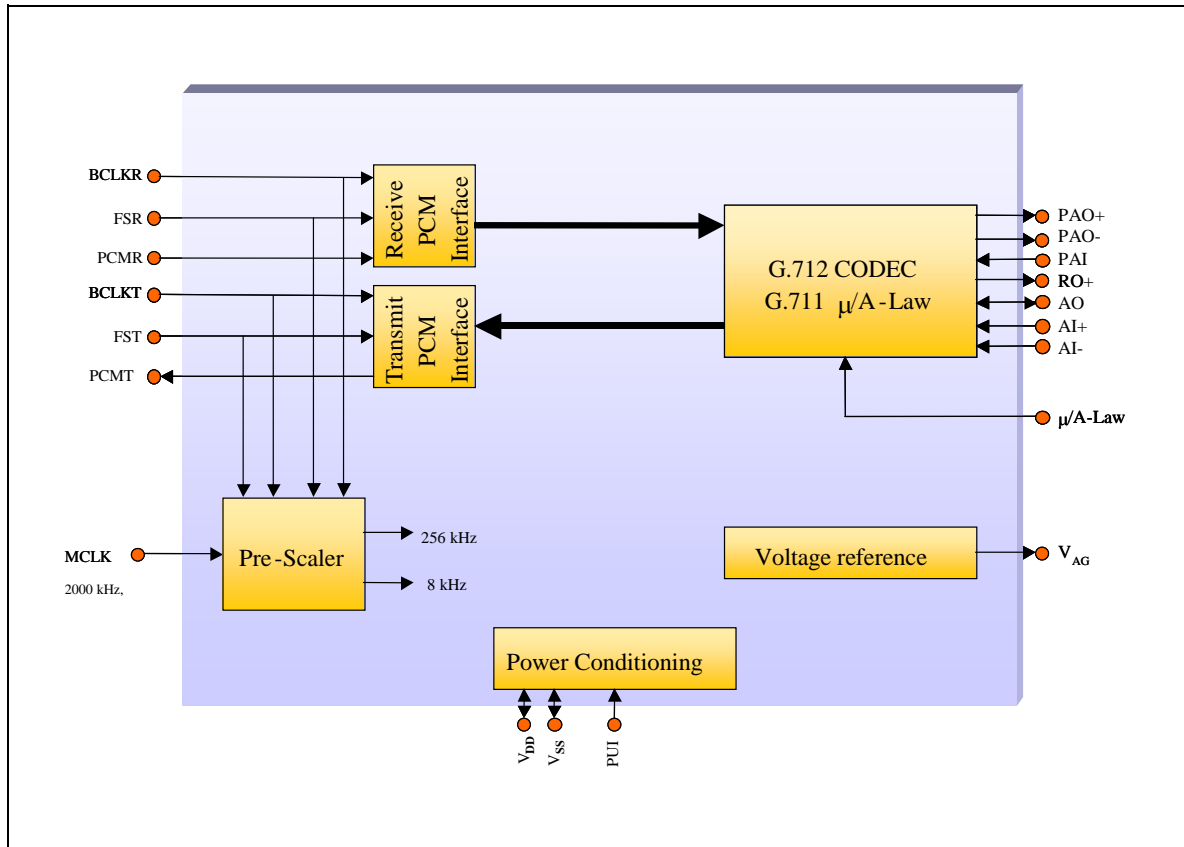 BCLKR
FSR
PCMR
BCLKT
FST
PCMT
Receive
PCM
Interface
Transmit
PCM
Interface
G.712 CODEC
G.711 μ/A-Law
PAO+
PAO-
PAI
RO+
AO
AI+
AI-
μ/A-Law
MCLK
2000 kHz,
Pre-Scaler
256 kHz
8 kHz
Voltage reference
VAG
Power Conditioning
VDD
VSS
PUI